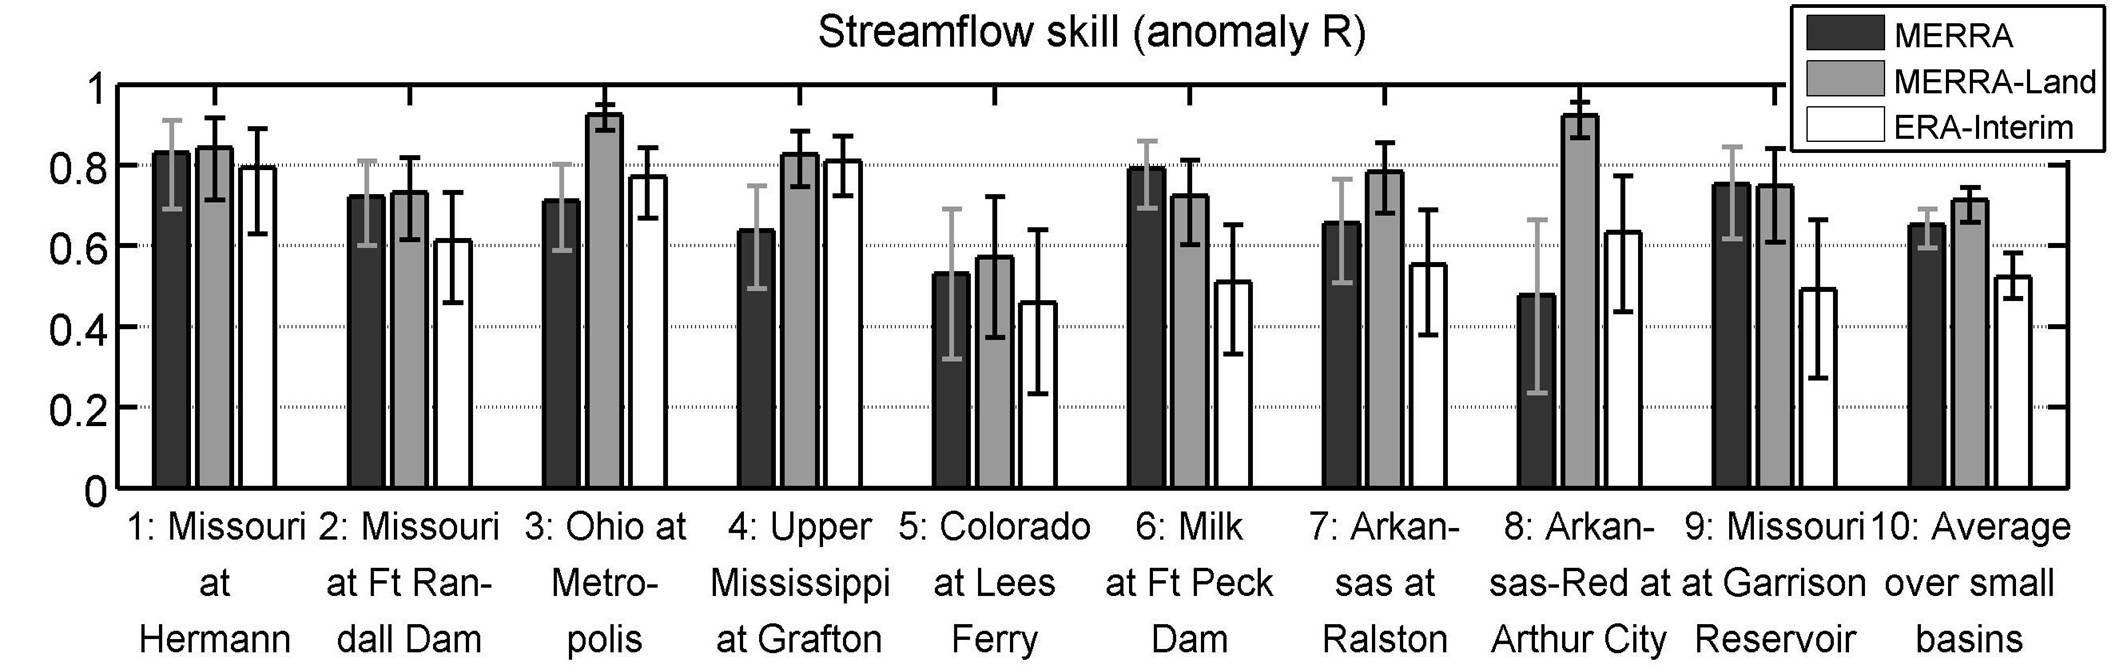 Streamflow skill (anomaly R)
MERRA
MERRA-Land
ERA-Interim
1
0.8
0.6
0.4
0.2
0
1: Missouri
at
Hermann
2: Missouri
at Ft Ran-
dall Dam
3: Ohio at
Metro-
polis
4: Upper
Mississippi
at Grafton
5: Colorado
at Lees
Ferry
6: Milk
at Ft Peck
Dam
7: Arkan-
sas at
Ralston
8: Arkan-
sas-Red at
Arthur City
9: Missouri
at Garrison
Reservoir
10: Average
over small
basins